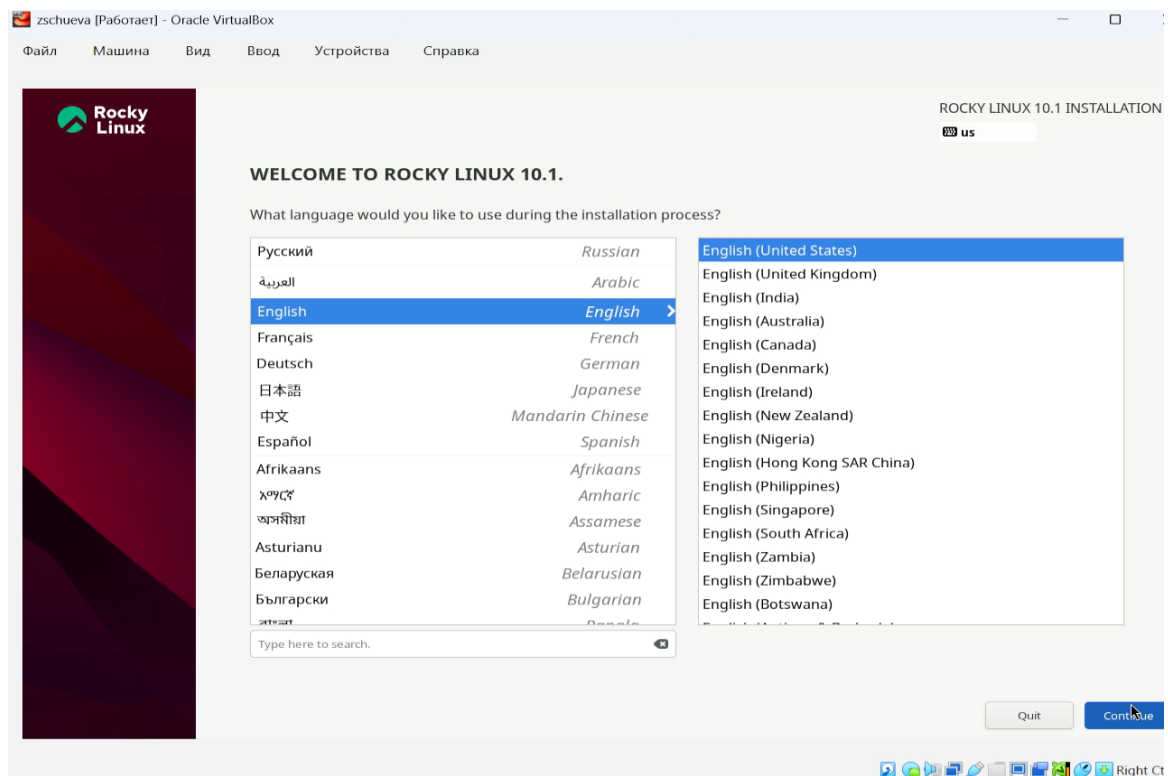 zschueva [Работает] - Oracle VirtualBox
Файл Машина Вид Ввод Устройства Справка
Rocky
Linux
ROCKY LINUX 10.1 INSTALLATION
us
WELCOME TO ROCKY LINUX 10.1.
What language would you like to use during the installation process?
Русский Russian
العربية Arabic
English English
Français French
Deutsch German
日本語 Japanese
中文 Mandarin Chinese
Español Spanish
Afrikaans Afrikaans
አማርኛ Amharic
অসমীয়া Assamese
Asturianu Asturian
Беларуская Belarusian
Български Bulgarian
Type here to search.
English (United States)
English (United Kingdom)
English (India)
English (Australia)
English (Canada)
English (Denmark)
English (Ireland)
English (New Zealand)
English (Nigeria)
English (Hong Kong SAR China)
English (Philippines)
English (Singapore)
English (South Africa)
English (Zambia)
English (Zimbabwe)
English (Botswana)
Quit Continue
Right Ct